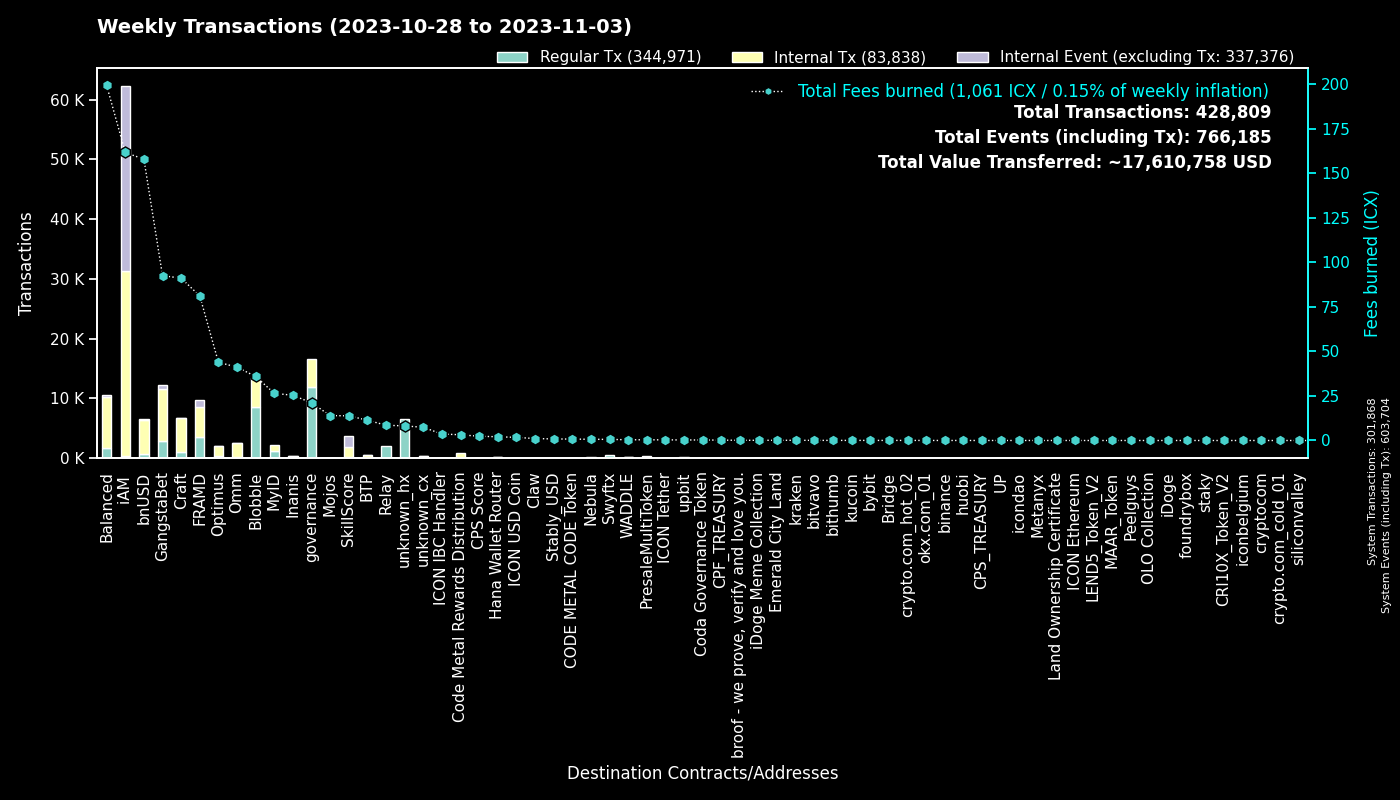 Weekly Transactions (2023-10-28 to 2023-11-03)
Regular Tx (344,971)
Internal Tx (83,838)
Internal Event (excluding Tx: 337,376)
Total Fees burned (1,061 ICX / 0.15% of weekly inflation)
Total Transactions: 428,809
Total Events (including Tx): 766,185
Total Value Transferred: ~17,610,758 USD
Transactions
60 K
50 K
40 K
30 K
20 K
10 K
0 K
200
175
150
125
100
75
50
25
0
Fees burned (ICX)
System Transactions: 301,868
System Events (including Tx): 603,704
Balanced
iAM
bnUSD
GangstaBet
Craft
FRAMD
Optimus
Omm
Blobble
MyID
Inanis
governance
Mojos
SkillScore
BTP
Relay
unknown_hx
unknown_cx
ICON IBC Handler
Code Metal Rewards Distribution
CPS Score
Hana Wallet Router
ICON USD Coin
Claw
Stably_USD
CODE METAL CODE Token
Nebula
Swyftx
WADDLE
PresaleMultiToken
ICON Tether
upbit
Coda Governance Token
CPF_TREASURY
broof - we prove, verify and love you.
iDoge Meme Collection
Emerald City Land
kraken
bitvavo
bithumb
kucoin
bybit
Bridge
crypto.com_hot_02
okx.com_01
binance
huobi
CPS_TREASURY
UP
icondao
Metanyx
Land Ownership Certificate
ICON Ethereum
LEND5_Token_V2
MAAR_Token
Peelguys
OLO Collection
iDoge
foundrybox
staky
CRI10X_Token_V2
iconbelgium
cryptocom
crypto.com_cold_01
siliconvalley
Destination Contracts/Addresses